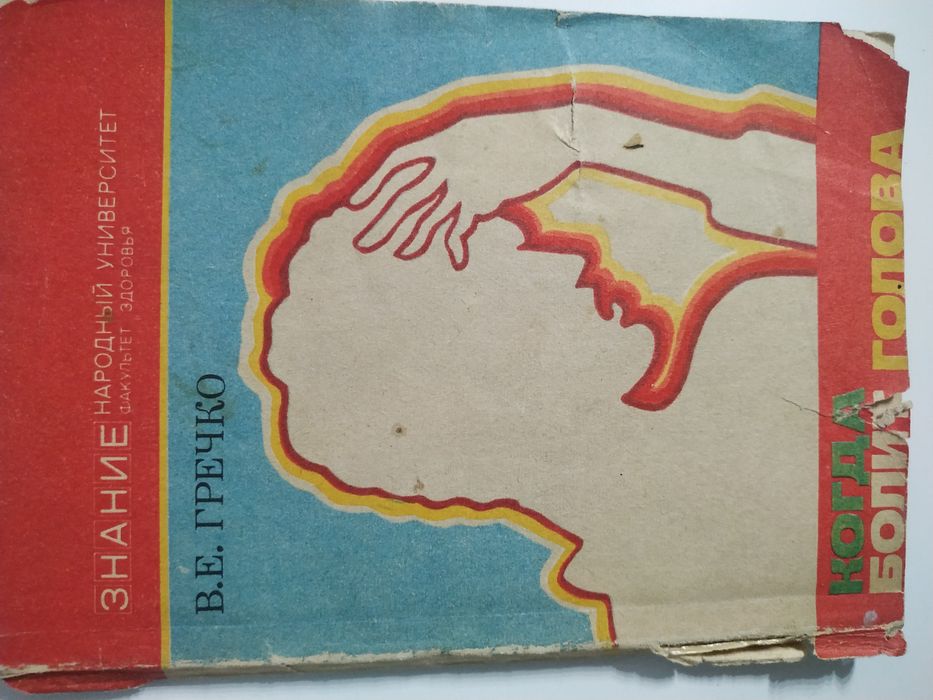 ЗНАНИЕ НАРОДНЫЙ УНИВЕРСИТЕТ
ФАКУЛЬТЕТ ЗДОРОВЬЯ
В.Е. ГРЕЧКО
КОГДА
БОЛИТ ГОЛОВА